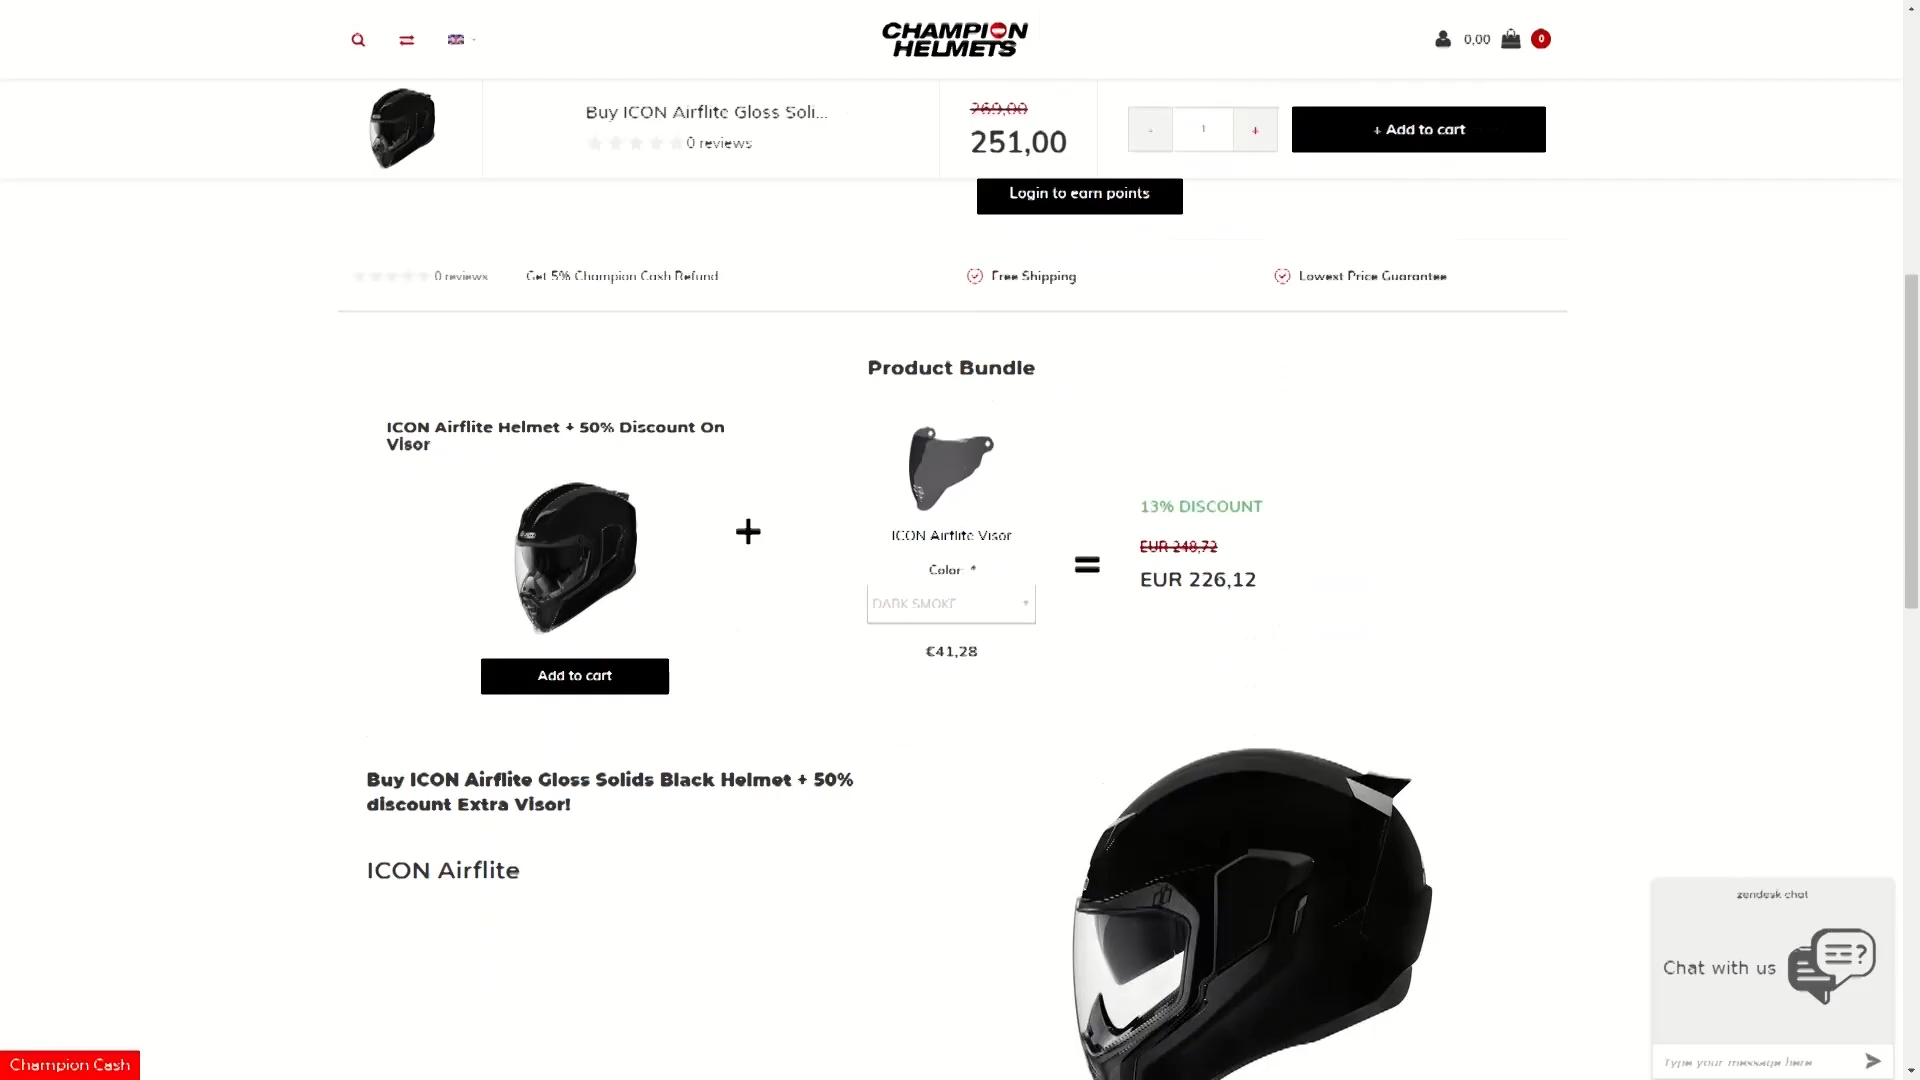 CHAMPION
HELMETS
0,00
0
Buy ICON Airflite Gloss Soli...
0 reviews
269,00
251,00
- 1 +
+ Add to cart
Login to earn points
0 reviews
Get 5% Champion Cash Refund
Free Shipping
Lowest Price Guarantee
Product Bundle
ICON Airflite Helmet + 50% Discount On
Visor
+
ICON Airflite Visor
Color: *
DARK SMOKE
€41,28
=
13% DISCOUNT
EUR 248,72
EUR 226,12
Add to cart
Buy ICON Airflite Gloss Solids Black Helmet + 50%
discount Extra Visor!
ICON Airflite
zendesk chat
Chat with us
?
Type your message here
Champion Cash